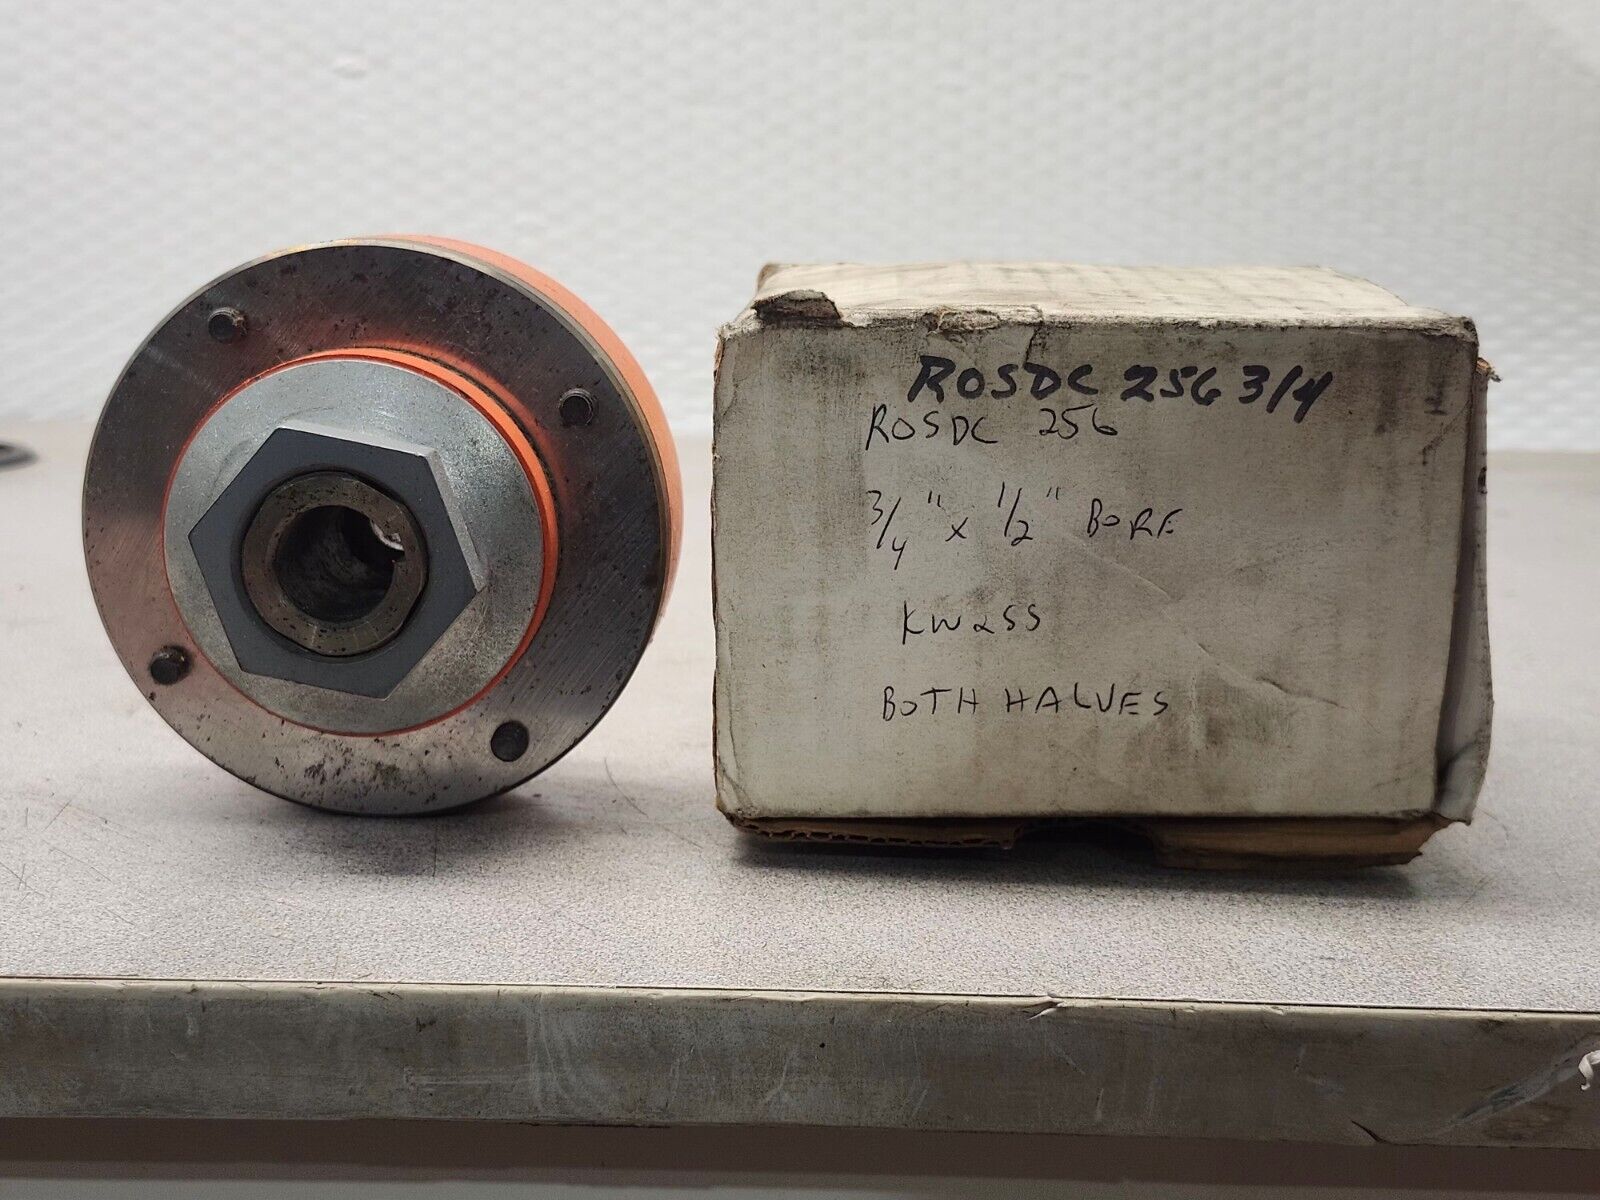 ROSDC 256 3/4
ROSDC 256
3/4" x 1/2" BORE
KW2SS
BOTH HALVES